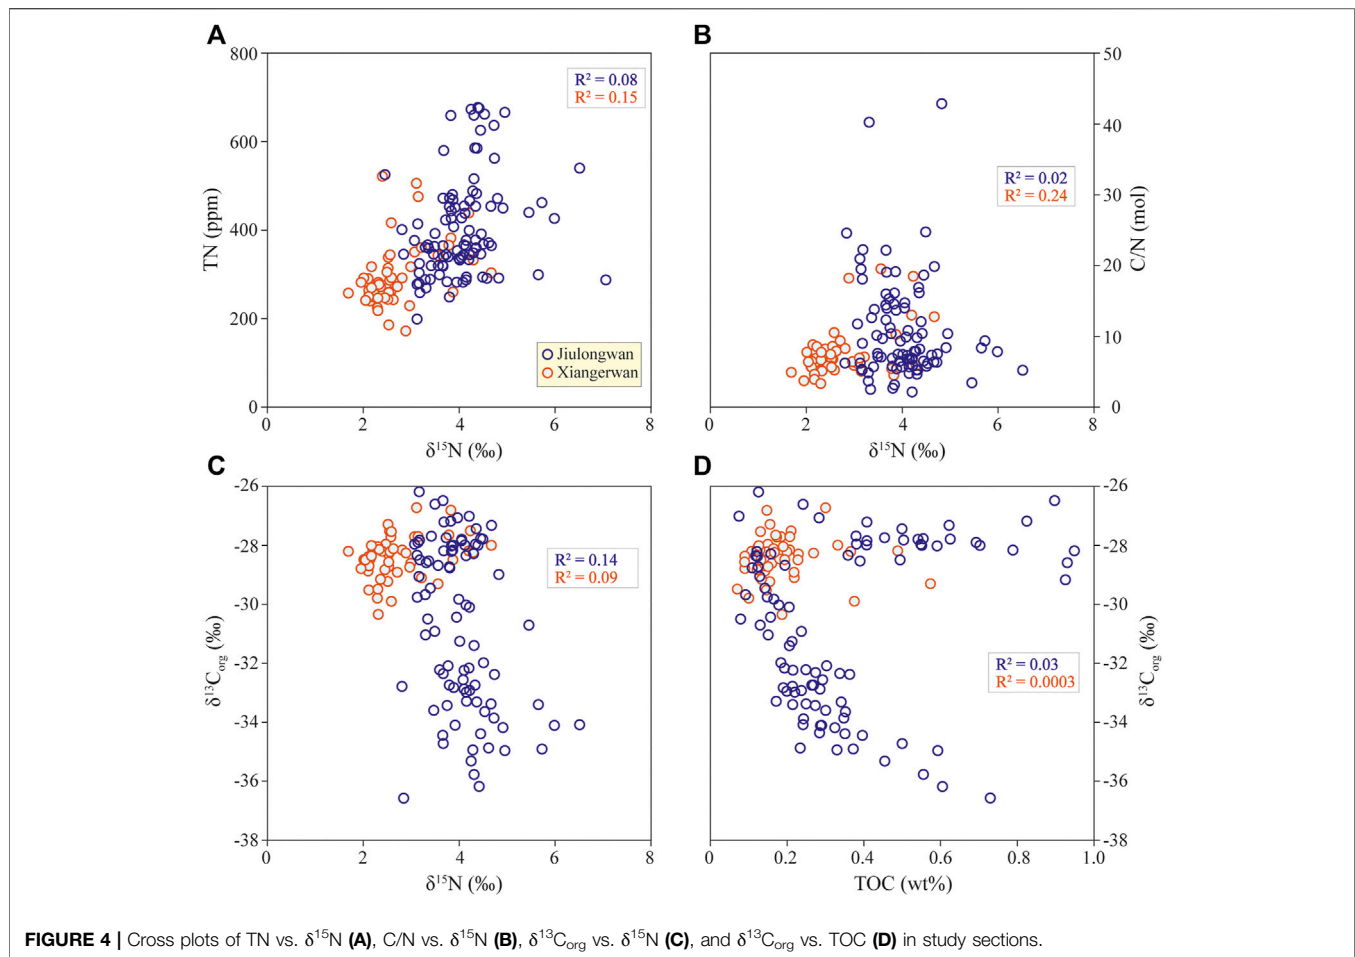 A
800
600
400
200
0
TN (ppm)
R² = 0.08
R² = 0.15
Jiulongwan
Xiangerwan
2
4
6
8
δ¹⁵N (‰)
B
50
40
30
20
10
0
C/N (mol)
R² = 0.02
R² = 0.24
0
2
4
6
8
δ¹⁵N (‰)
C
-26
-28
-30
-32
-34
-36
-38
δ¹³Corg (‰)
R² = 0.14
R² = 0.09
0
2
4
6
8
δ¹⁵N (‰)
D
-26
-28
-30
-32
-34
-36
-38
δ¹³Corg (‰)
R² = 0.03
R² = 0.0003
0
0.2
0.4
0.6
0.8
1.0
TOC (wt%)
FIGURE 4 | Cross plots of TN vs. δ¹⁵N (A), C/N vs. δ¹⁵N (B), δ¹³Corg vs. δ¹⁵N (C), and δ¹³Corg vs. TOC (D) in study sections.